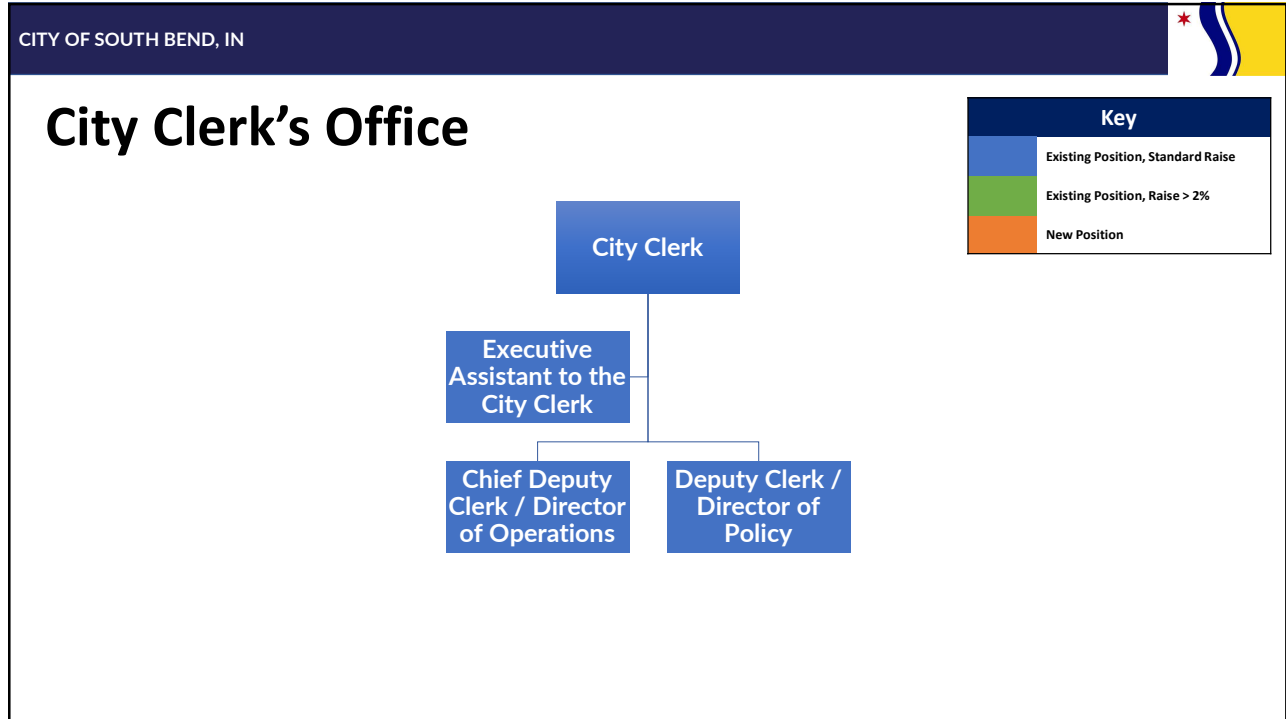 CITY OF SOUTH BEND, IN
City Clerk’s Office
Key
Existing Position, Standard Raise
Existing Position, Raise > 2%
New Position
City Clerk
Executive
Assistant to the
City Clerk
Chief Deputy
Clerk / Director
of Operations
Deputy Clerk /
Director of
Policy